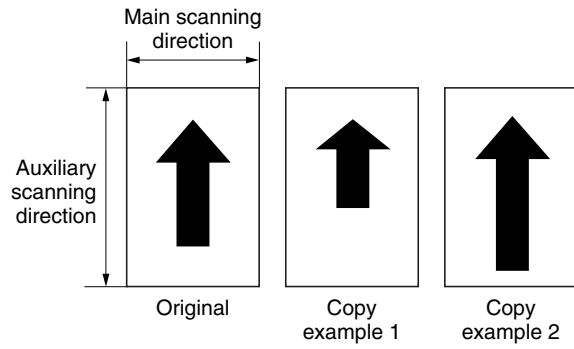 Main scanning
direction
Auxiliary
scanning
direction
Original
Copy
example 1
Copy
example 2